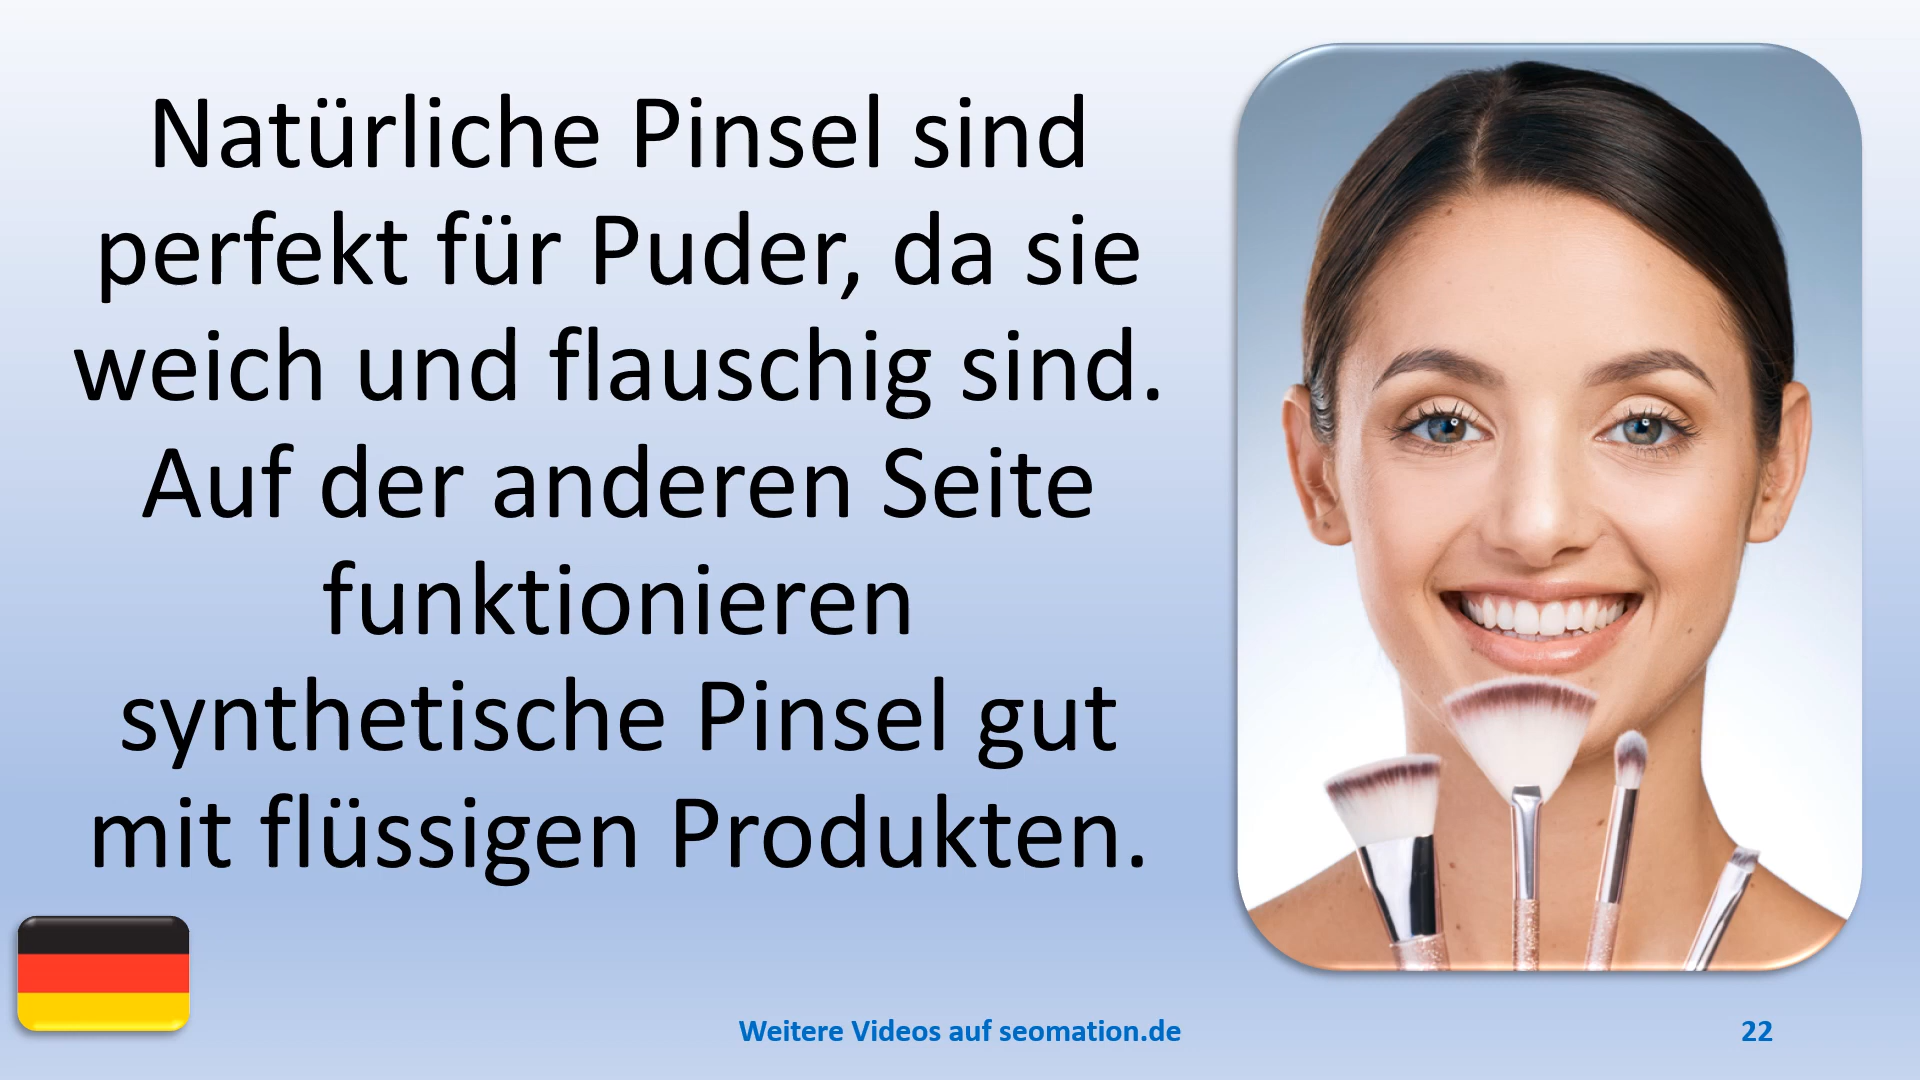 Natürliche Pinsel sind
perfekt für Puder, da sie
weich und flauschig sind.
Auf der anderen Seite
funktionieren
synthetische Pinsel gut
mit flüssigen Produkten.
Weitere Videos auf seomation.de
22